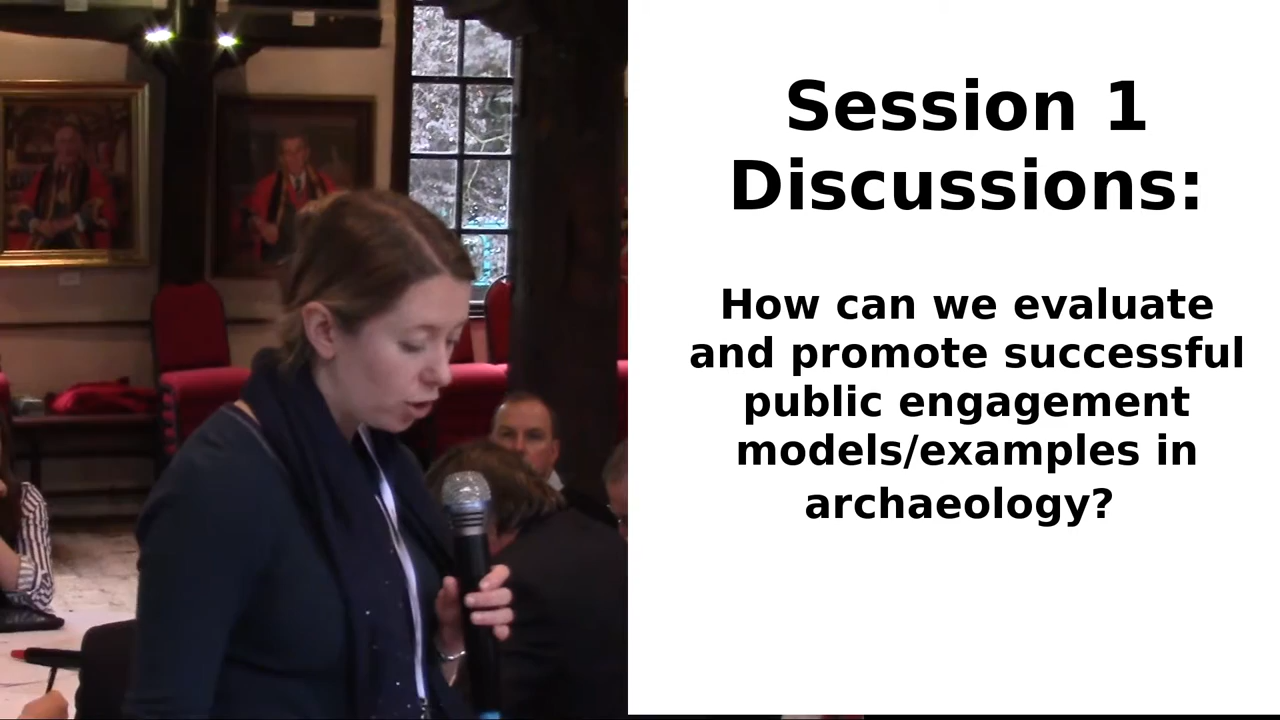 Session 1
Discussions:
How can we evaluate
and promote successful
public engagement
models/examples in
archaeology?